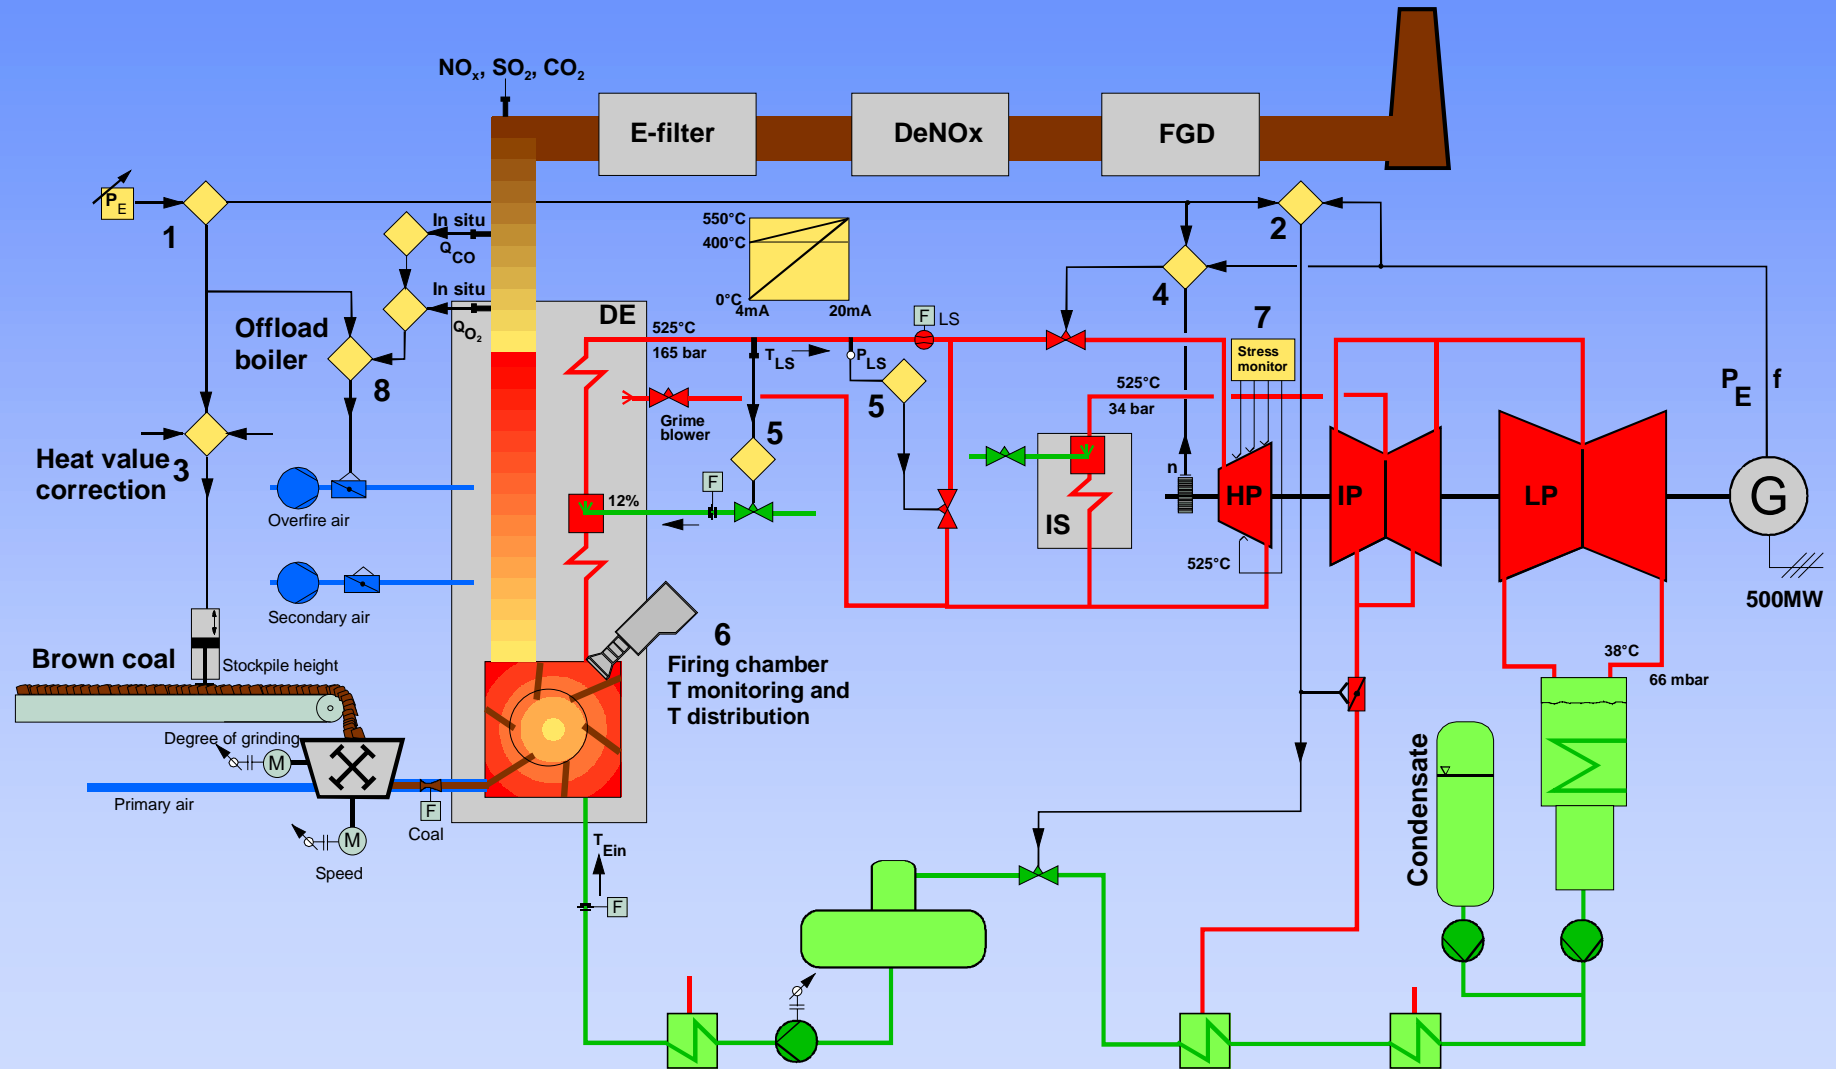 NOx, SO2, CO2
E-filter
DeNOx
FGD
PE
1
In situ
QCO
In situ
QO2
550°C
400°C
0°C
4mA
20mA
2
4
7
Offload
boiler
8
DE
525°C
165 bar
TLS
PLS
F
LS
Stress
monitor
5
5
Grime
blower
525°C
34 bar
PE
f
Heat value
correction
3
Overfire air
12%
F
n
HP
IP
LP
G
IS
525°C
500MW
Secondary air
6
Firing chamber
T monitoring and
T distribution
Brown coal
Stockpile height
38°C
66 mbar
Degree of grinding
M
Primary air
F
Coal
M
Speed
TEin
F
Condensate